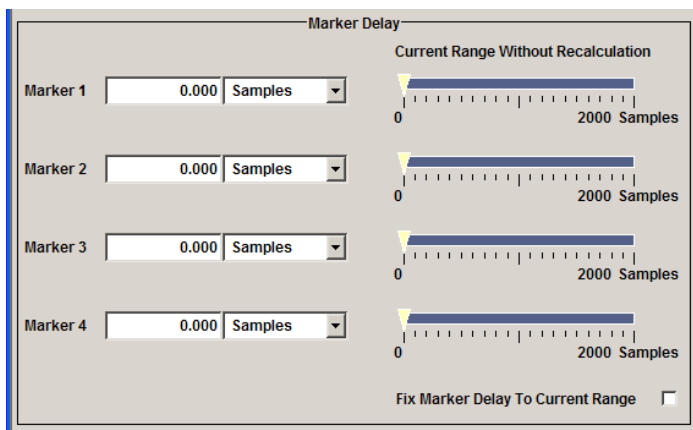 Marker Delay
Current Range Without Recalculation
Marker 1 0.000 Samples
0 2000 Samples
Marker 2 0.000 Samples
0 2000 Samples
Marker 3 0.000 Samples
0 2000 Samples
Marker 4 0.000 Samples
0 2000 Samples
Fix Marker Delay To Current Range